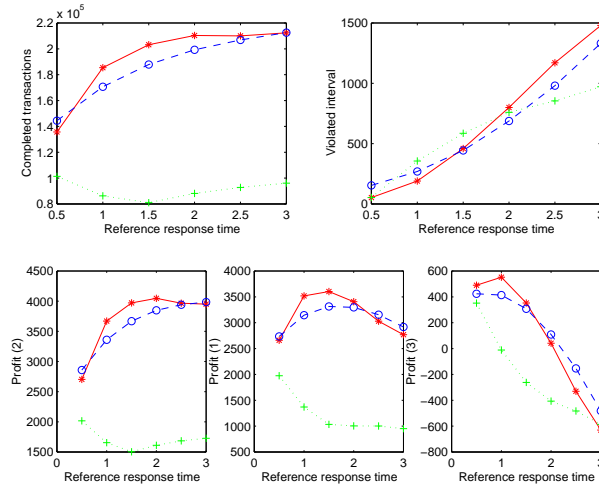 x 10^5
2.2
2
1.8
1.6
1.4
1.2
1
0.8
0.5 1 1.5 2 2.5 3
Reference response time
Completed transactions
1500
1000
500
0
0.5 1 1.5 2 2.5 3
Reference response time
Violated interval
4500
4000
3500
3000
2500
2000
1500
0 1 2 3
Reference response time
Profit (2)
4000
3500
3000
2500
2000
1500
1000
500
0 1 2 3
Reference response time
Profit (1)
600
400
200
0
−200
−400
−600
−800
0 1 2 3
Reference response time
Profit (3)